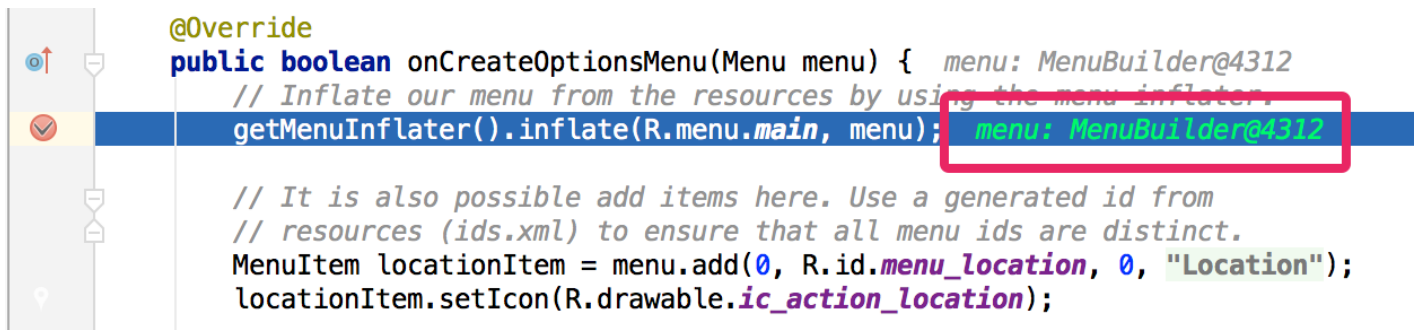 @Override
public boolean onCreateOptionsMenu(Menu menu) { menu: MenuBuilder@4312
// Inflate our menu from the resources by using the menu inflater.
getMenuInflater().inflate(R.menu.main, menu); menu: MenuBuilder@4312
// It is also possible add items here. Use a generated id from
// resources (ids.xml) to ensure that all menu ids are distinct.
MenuItem locationItem = menu.add(0, R.id.menu_location, 0, "Location");
locationItem.setIcon(R.drawable.ic_action_location);